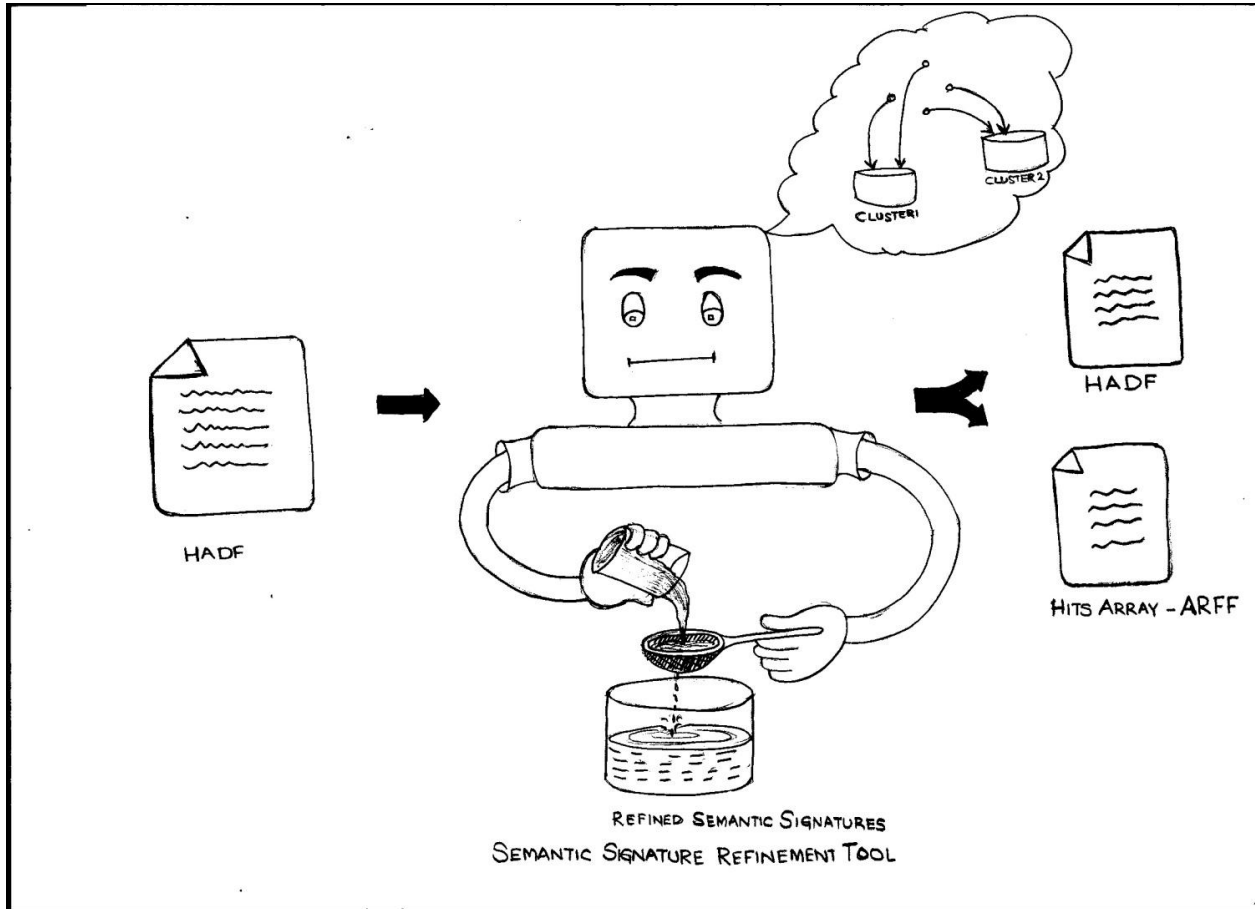 CLUSTER1
CLUSTER2
HADF
HADF
HITS ARRAY - ARFF
REFINED SEMANTIC SIGNATURES
SEMANTIC SIGNATURE REFINEMENT TOOL